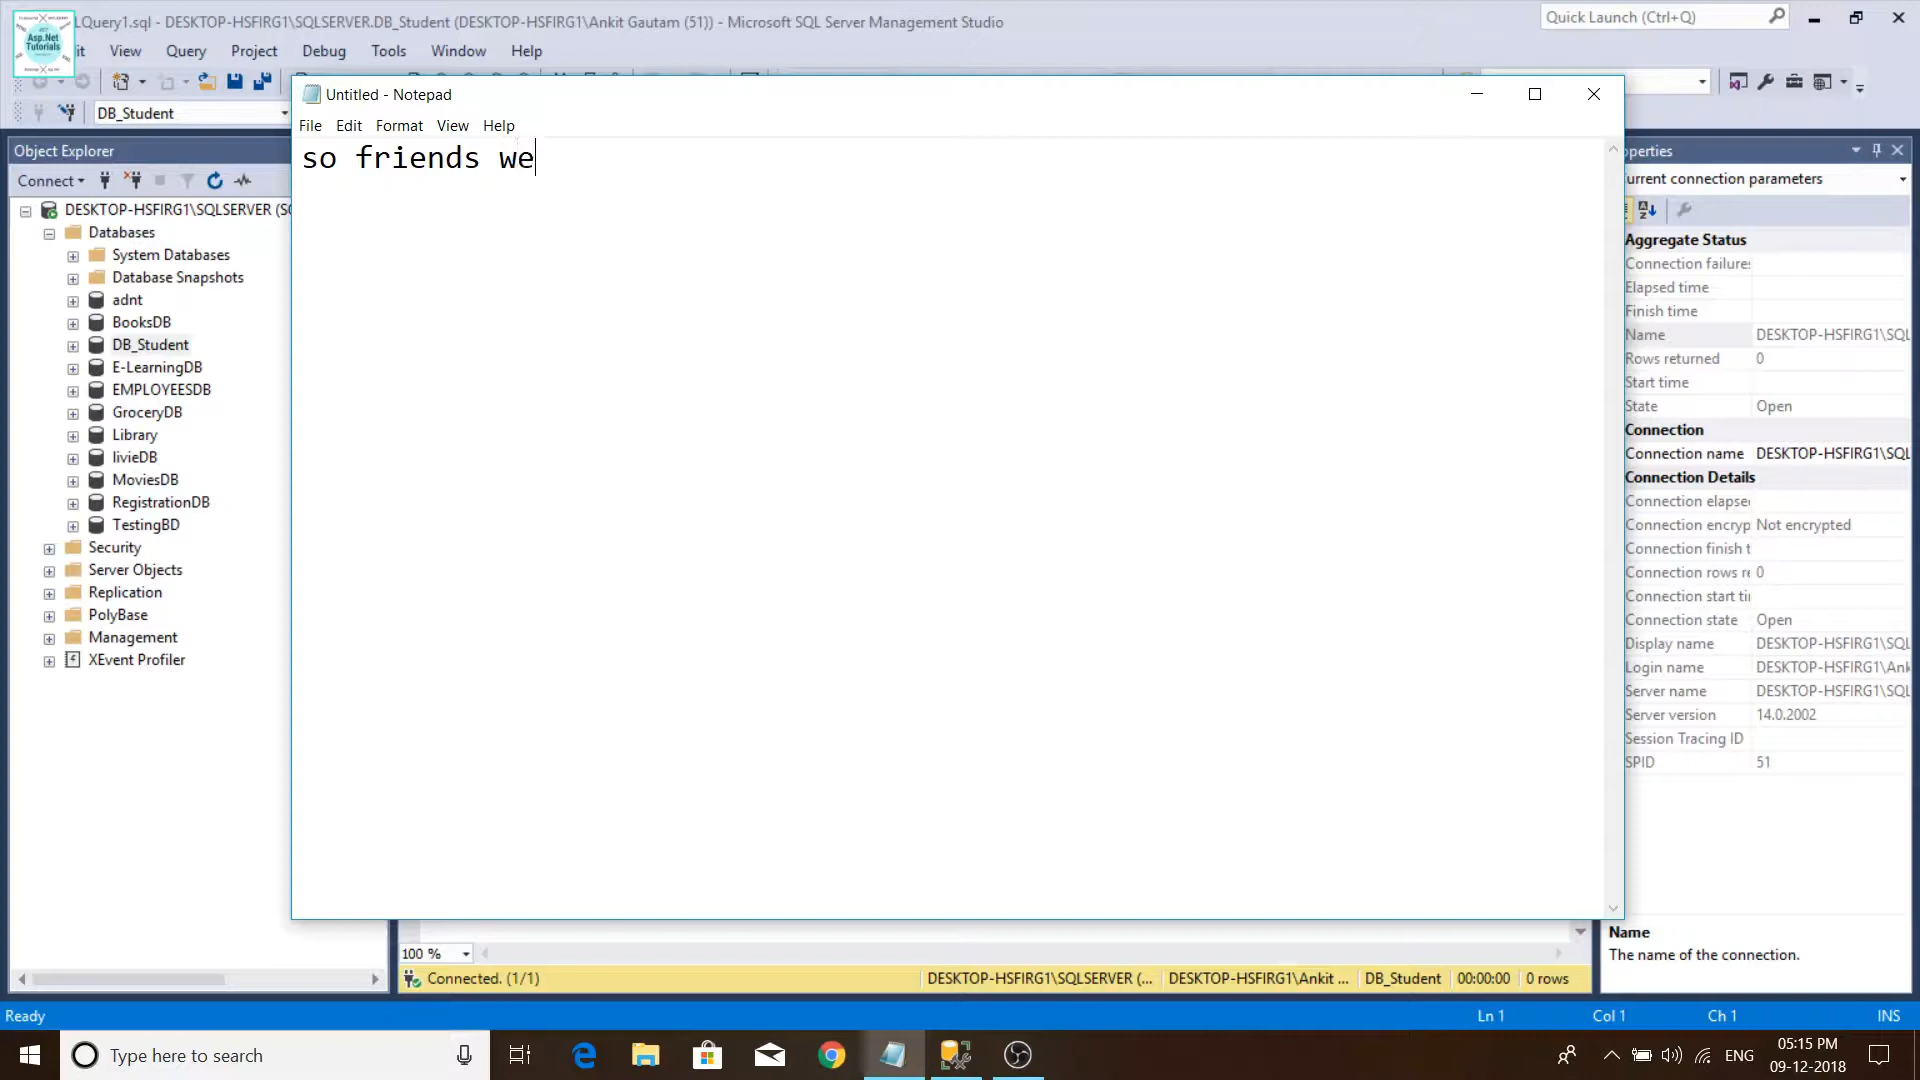 LQuery1.sql - DESKTOP-HSFIRG1\SQLSERVER.DB_Student (DESKTOP-HSFIRG1\Ankit Gautam (51)) - Microsoft SQL Server Management Studio
Quick Launch (Ctrl+Q)
Asp.Net
Tutorials
it View Query Project Debug Tools Window Help
DB_Student
Untitled - Notepad
File Edit Format View Help
so friends we
Object Explorer
Connect
DESKTOP-HSFIRG1\SQLSERVER (SC
Databases
System Databases
Database Snapshots
adnt
BooksDB
DB_Student
E-LearningDB
EMPLOYEESDB
GroceryDB
Library
MoviesDB
RegistrationDB
TestingBD
Security
Server Objects
Replication
PolyBase
Management
XEvent Profiler
operties
urrent connection parameters
Aggregate Status
Connection failure
Elapsed time
Finish time
Name DESKTOP-HSFIRG1\SQL
Rows returned 0
Start time
State Open
Connection
Connection name DESKTOP-HSFIRG1\SQL
Connection Details
Connection elapse
Connection encryp Not encrypted
Connection finish t
Connection rows re 0
Connection start ti
Connection state Open
Display name DESKTOP-HSFIRG1\SQL
Login name DESKTOP-HSFIRG1\Ank
Server name DESKTOP-HSFIRG1\SQL
Server version 14.0.2002
Session Tracing ID
SPID 51
Name
The name of the connection.
100 %
Connected. (1/1) DESKTOP-HSFIRG1\SQLSERVER (... DESKTOP-HSFIRG1\Ankit ... DB_Student 00:00:00 0 rows
Ready Ln 1 Col 1 Ch 1 INS
Type here to search
ENG
05:15 PM
09-12-2018